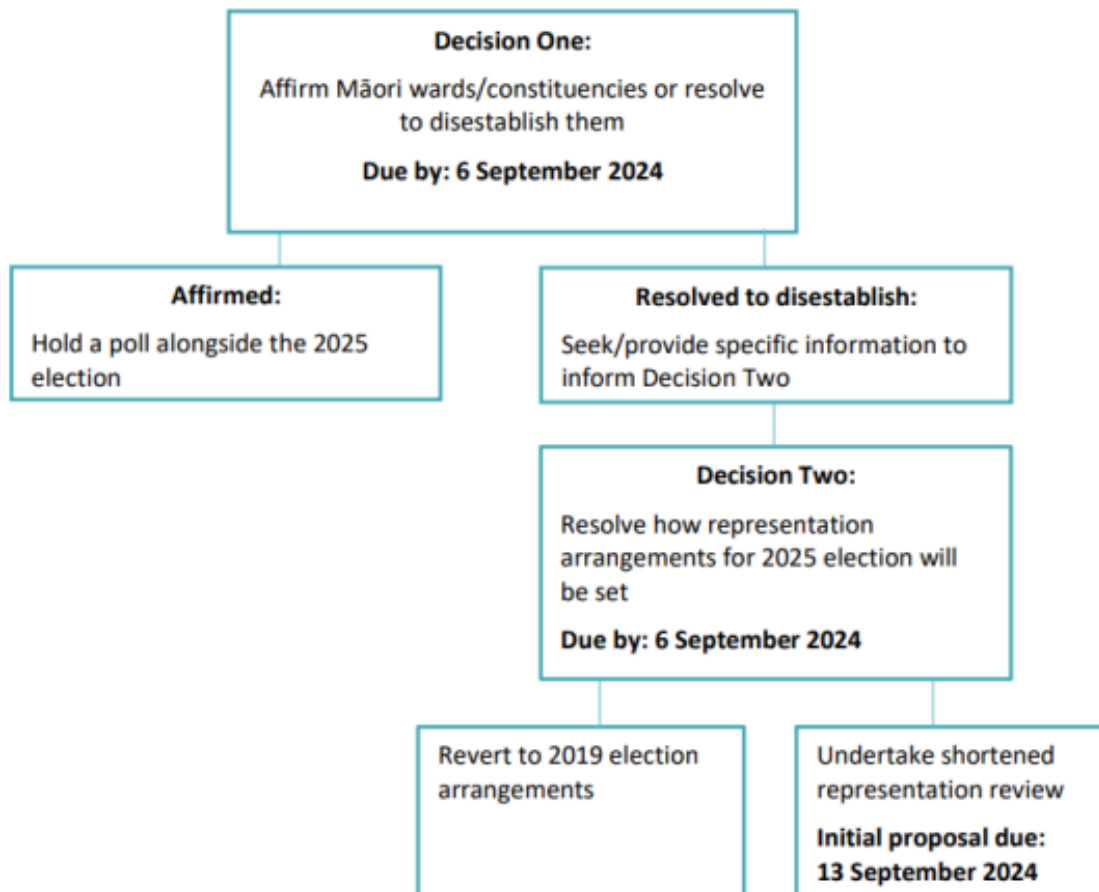 Decision One:
Affirm Māori wards/constituencies or resolve
to disestablish them
Due by: 6 September 2024
Affirmed:
Hold a poll alongside the 2025
election
Resolved to disestablish:
Seek/provide specific information to
inform Decision Two
Decision Two:
Resolve how representation
arrangements for 2025 election will
be set
Due by: 6 September 2024
Revert to 2019 election
arrangements
Undertake shortened
representation review
Initial proposal due:
13 September 2024